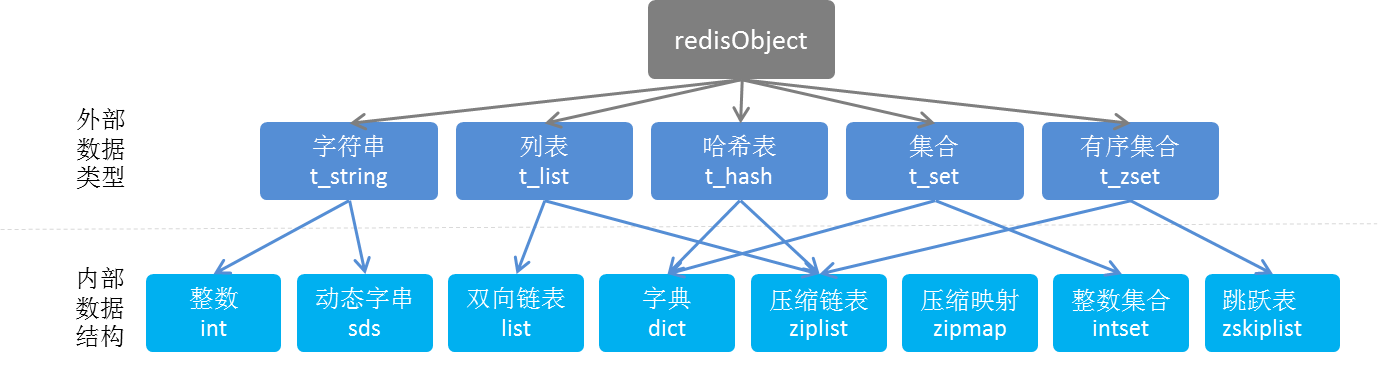 redisObject
外部
数据
类型
字符串
t_string
列表
t_list
哈希表
t_hash
集合
t_set
有序集合
t_zset
内部
数据
结构
整数
int
动态字串
sds
双向链表
list
字典
dict
压缩链表
ziplist
压缩映射
zipmap
整数集合
intset
跳跃表
zskiplist